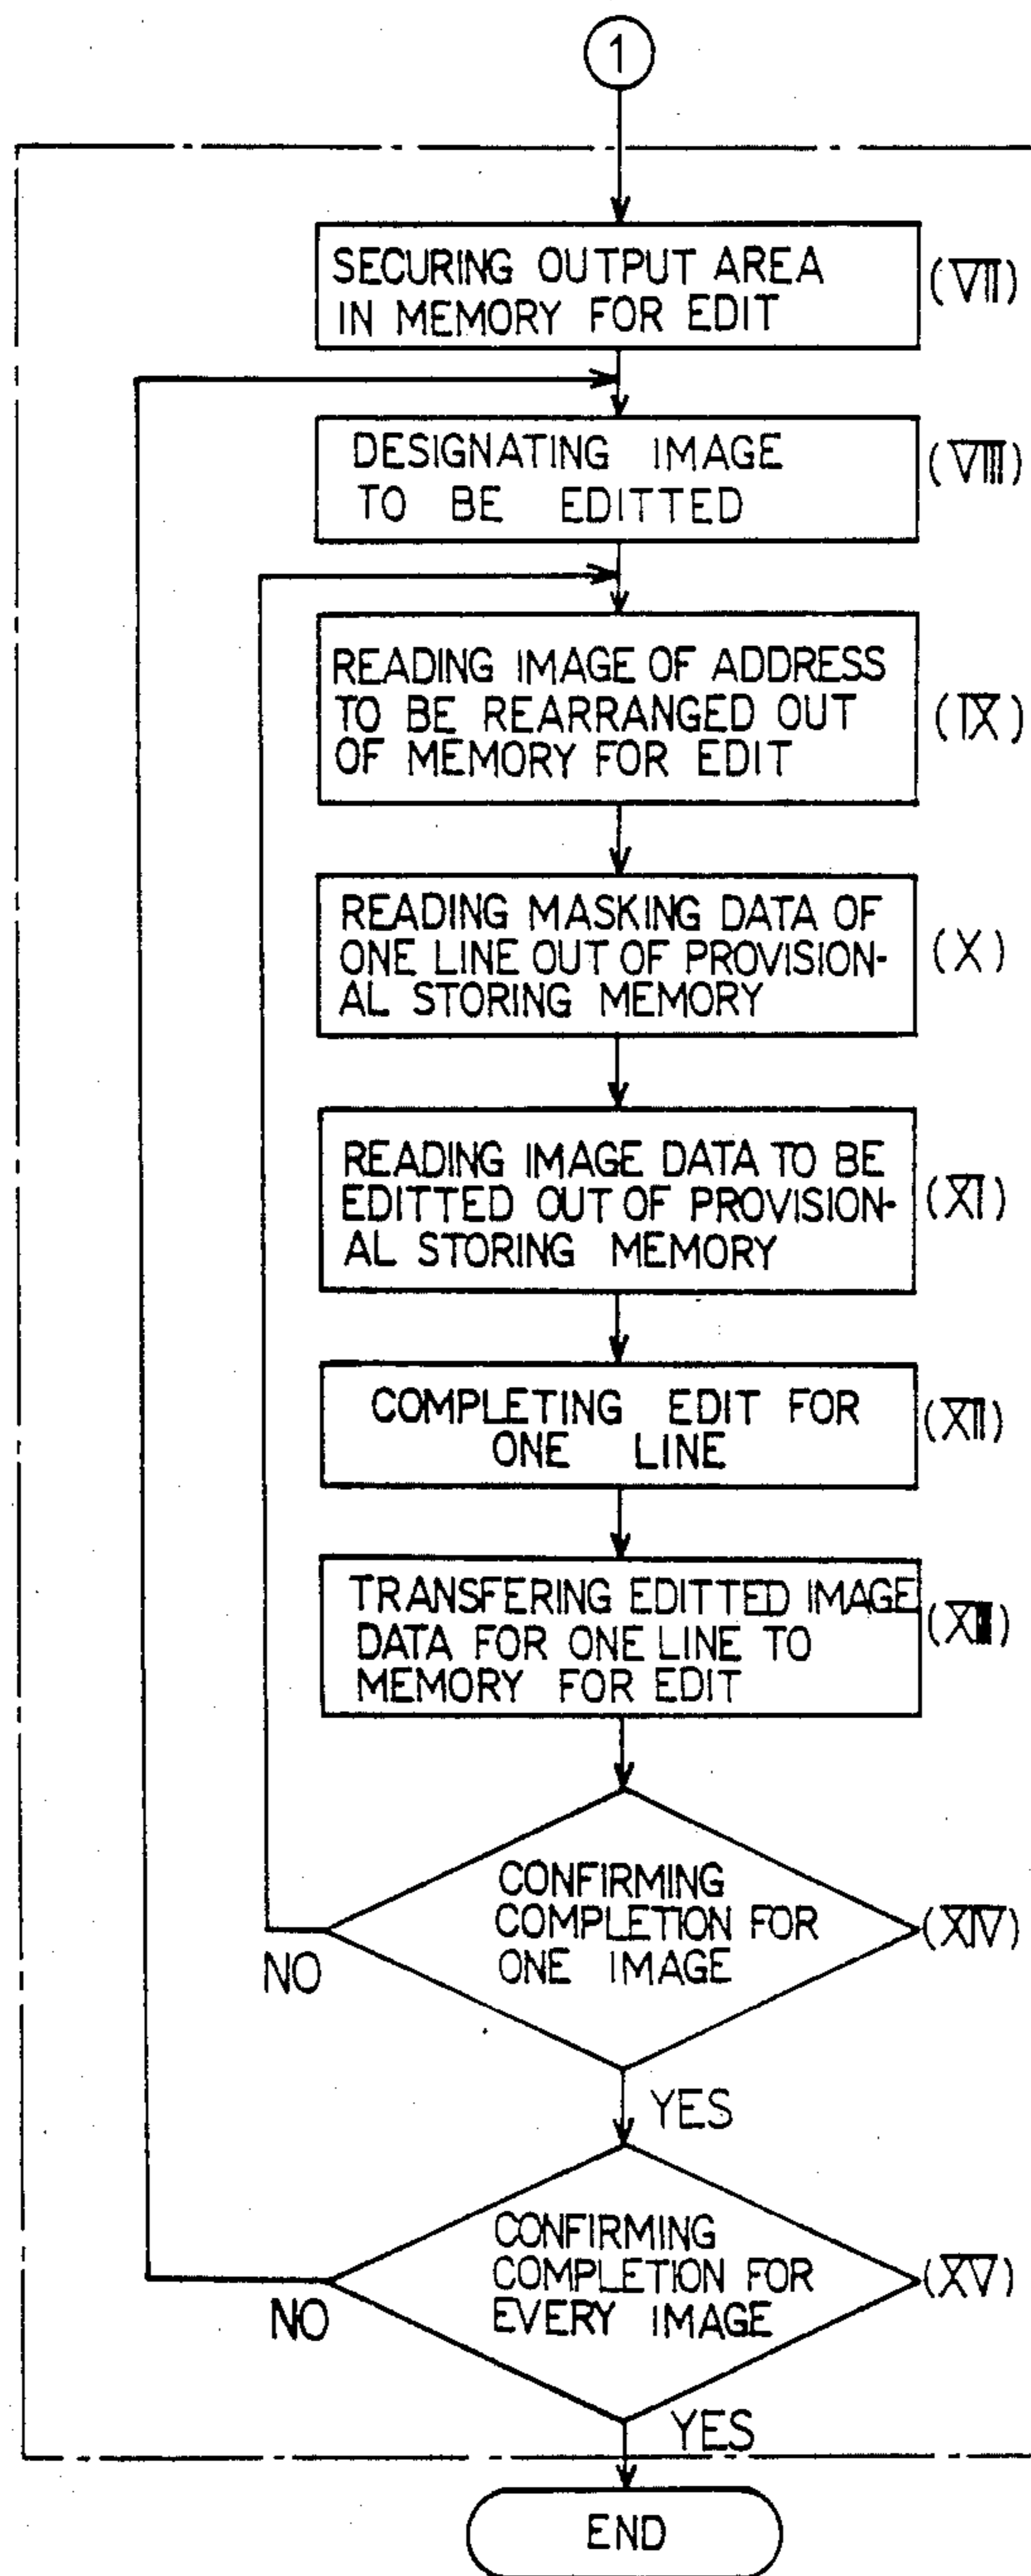 1
SECURING OUTPUT AREA
IN MEMORY FOR EDIT
(VII)
DESIGNATING IMAGE
TO BE EDITTED
(VIII)
READING IMAGE OF ADDRESS
TO BE REARRANGED OUT
OF MEMORY FOR EDIT
(IX)
READING MASKING DATA OF
ONE LINE OUT OF PROVISION-
AL STORING MEMORY
(X)
READING IMAGE DATA TO BE
EDITTED OUT OF PROVISION-
AL STORING MEMORY
(XI)
COMPLETING EDIT FOR
ONE LINE
(XII)
TRANSFERING EDITTED IMAGE
DATA FOR ONE LINE TO
MEMORY FOR EDIT
(XIII)
CONFIRMING
COMPLETION FOR
ONE IMAGE
(XIV)
NO
YES
CONFIRMING
COMPLETION FOR
EVERY IMAGE
(XV)
NO
YES
END